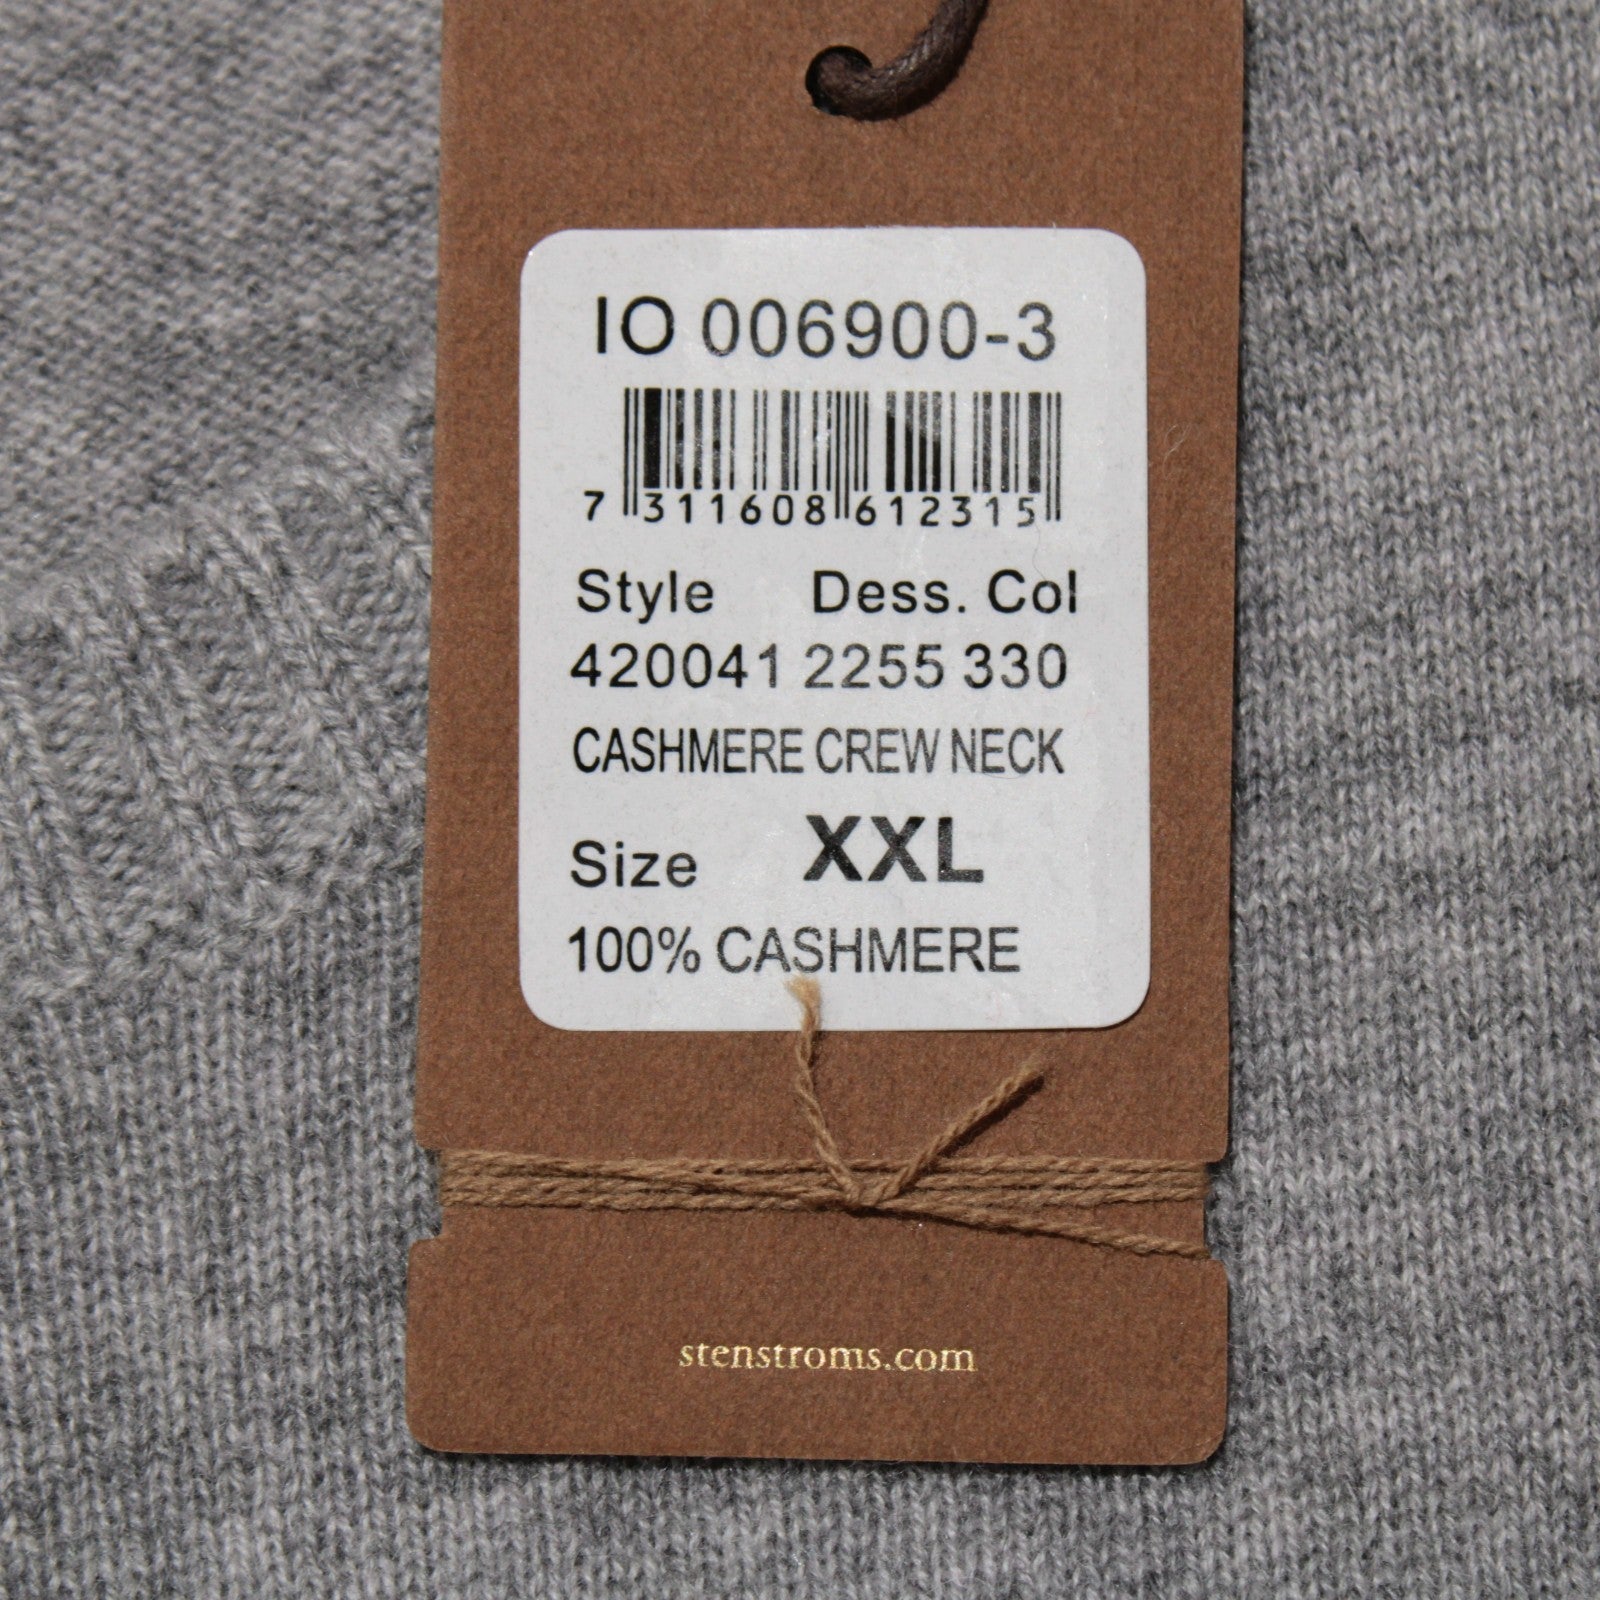 IO 006900-3
7 311608 612315
Style Dess. Col
420041 2255 330
CASHMERE CREW NECK
Size XXL
100% CASHMERE
stenstroms.com